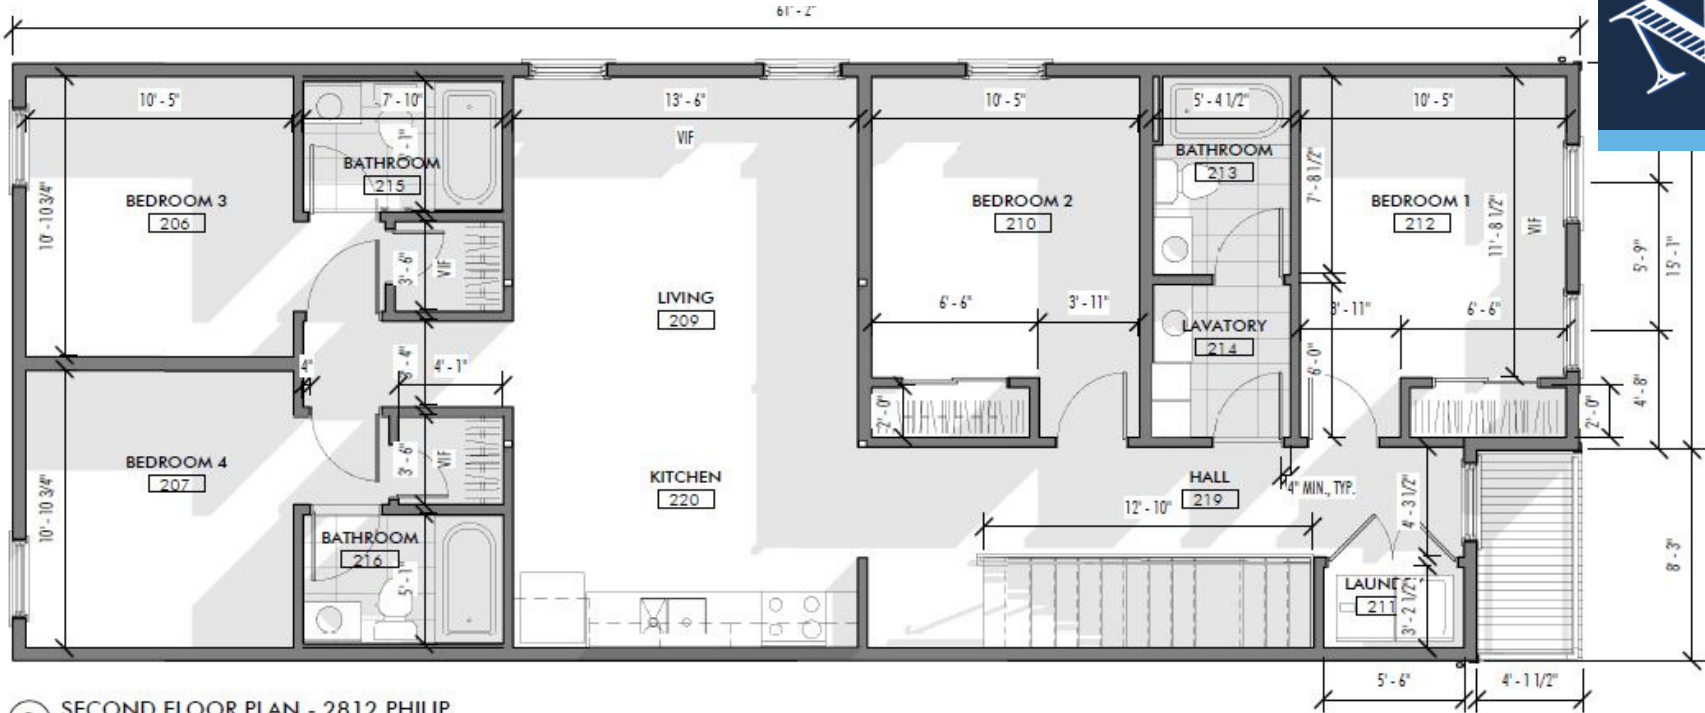 61' - 2"
10' - 5"
7' - 10"
13' - 6"
10' - 5"
5' - 4 1/2"
10' - 5"
VIF
BATHROOM
215
BATHROOM
213
7' - 8 1/2"
BEDROOM 3
206
10' - 10 3/4"
BEDROOM 2
210
BEDROOM 1
212
11' - 8 1/2"
VIF
5' - 9"
15' - 1"
3' - 6"
VIF
LIVING
209
6' - 6"
3' - 11"
LAVATORY
214
3' - 11"
6' - 6"
6' - 0"
4"
4' - 1"
2' - 0"
2' - 0"
4' - 8"
BEDROOM 4
207
10' - 10 3/4"
3' - 6"
VIF
KITCHEN
220
HALL
219
4" MIN., TYP.
12' - 10"
4' - 3 1/2"
BATHROOM
216
5' - 1"
8' - 3"
211
3' - 2 1/2"
5' - 6"
4' - 1 1/2"
SECOND FLOOR PLAN - 2812 PHILIP